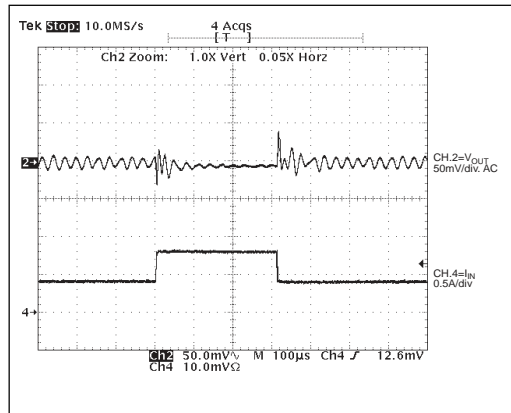 Tek Stop: 10.0MS/s 4 Acqs
[ T ]
Ch2 Zoom: 1.0X Vert 0.05X Horz
2
CH.2=VOUT
50mV/div. AC
CH.4=IIN
0.5A/div
4
Ch2 50.0mV∿ M 100µs Ch4 ƒ 12.6mV
Ch4 10.0mVΩ